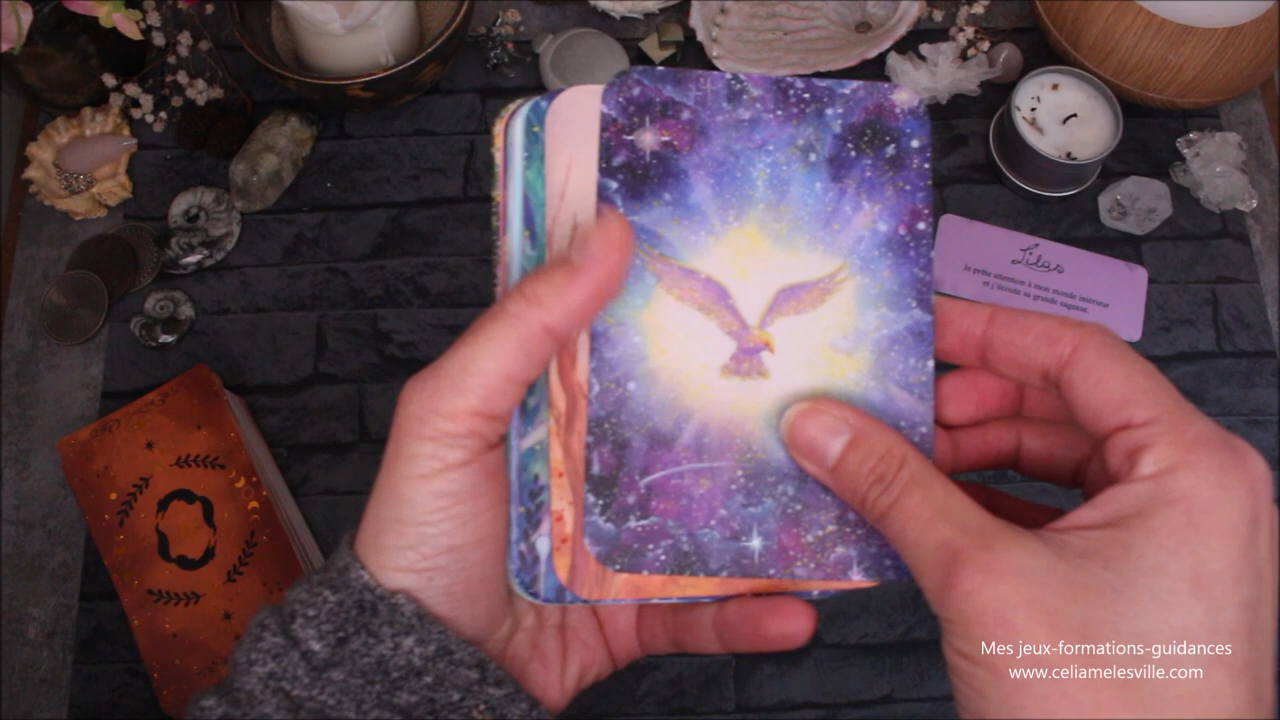 Lilas
Je prête attention à mon monde intérieur
et j'écoute sa grande sagesse.
Mes jeux-formations-guidances
www.celiamelesville.com